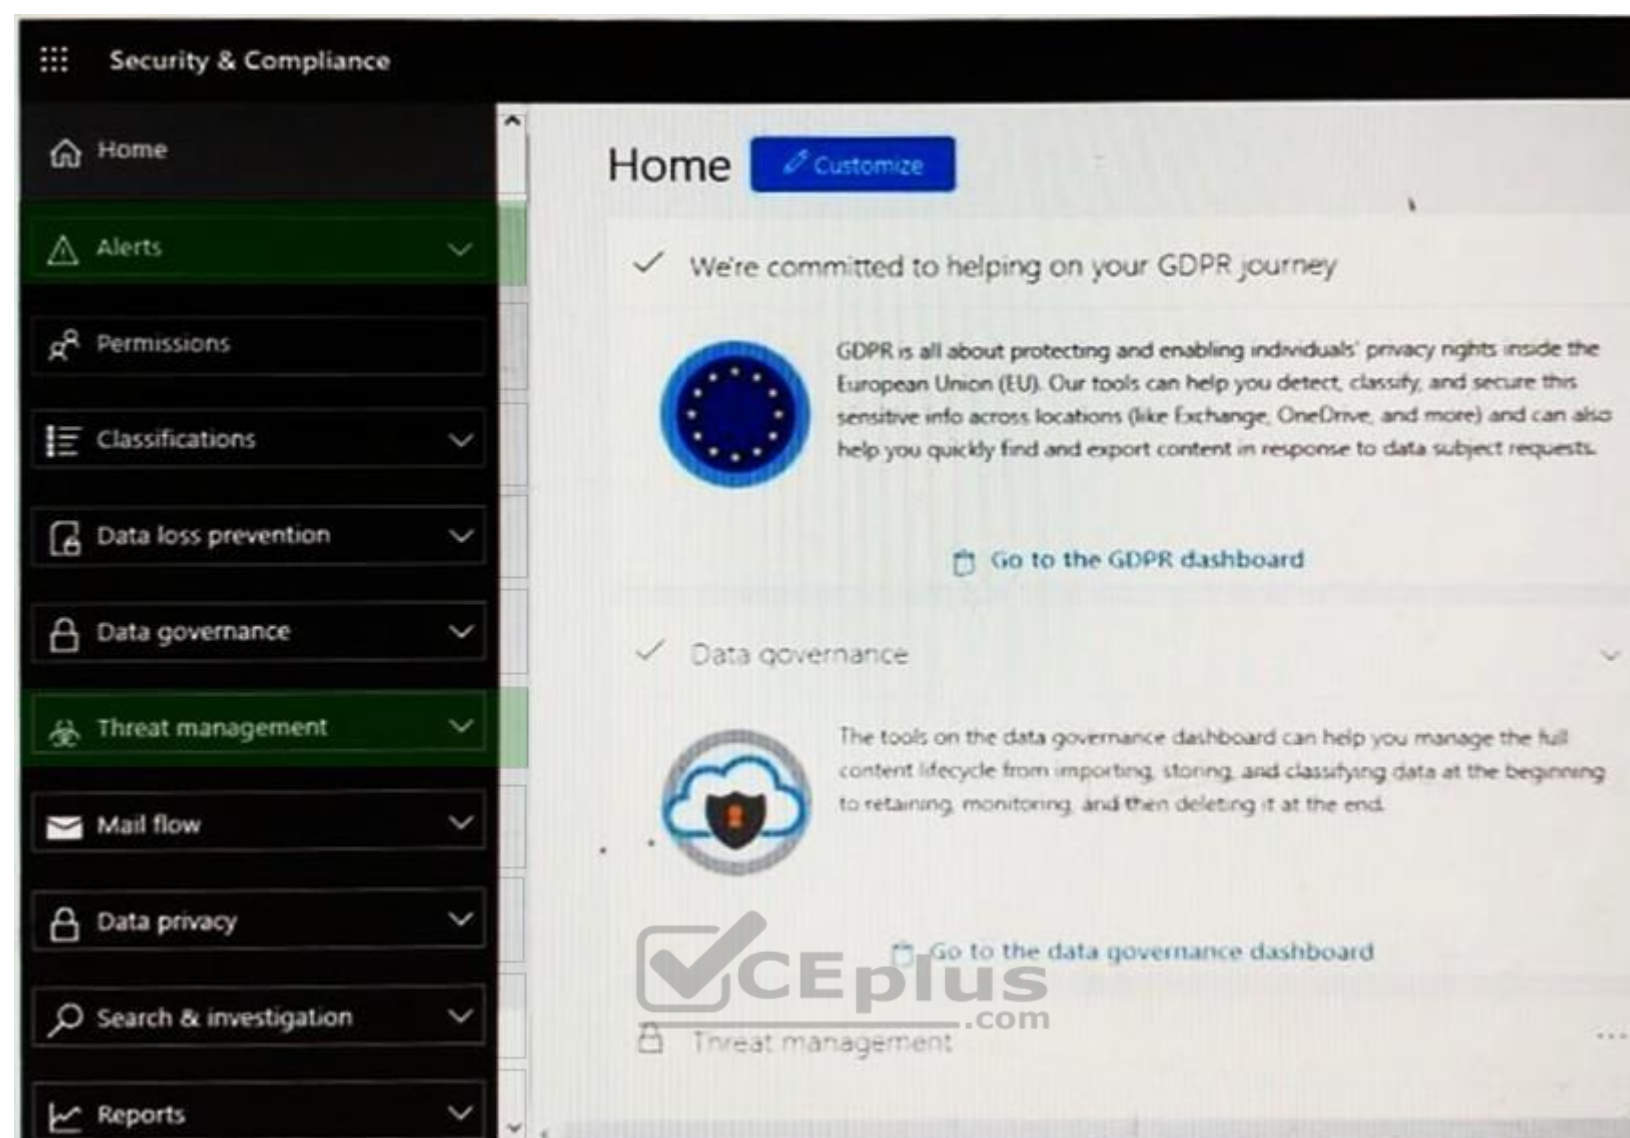 Security & Compliance
Home
Alerts
Permissions
Classifications
Data loss prevention
Data governance
Threat management
Mail flow
Data privacy
Search & investigation
Reports
Home
Customize
We're committed to helping on your GDPR journey
GDPR is all about protecting and enabling individuals' privacy rights inside the
European Union (EU). Our tools can help you detect, classify, and secure this
sensitive info across locations (like Exchange, OneDrive, and more) and can also
help you quickly find and export content in response to data subject requests.
Go to the GDPR dashboard
Data governance
The tools on the data governance dashboard can help you manage the full
content lifecycle from importing, storing, and classifying data at the beginning
to retaining, monitoring, and then deleting it at the end.
Go to the data governance dashboard
CEplus
.com
Threat management